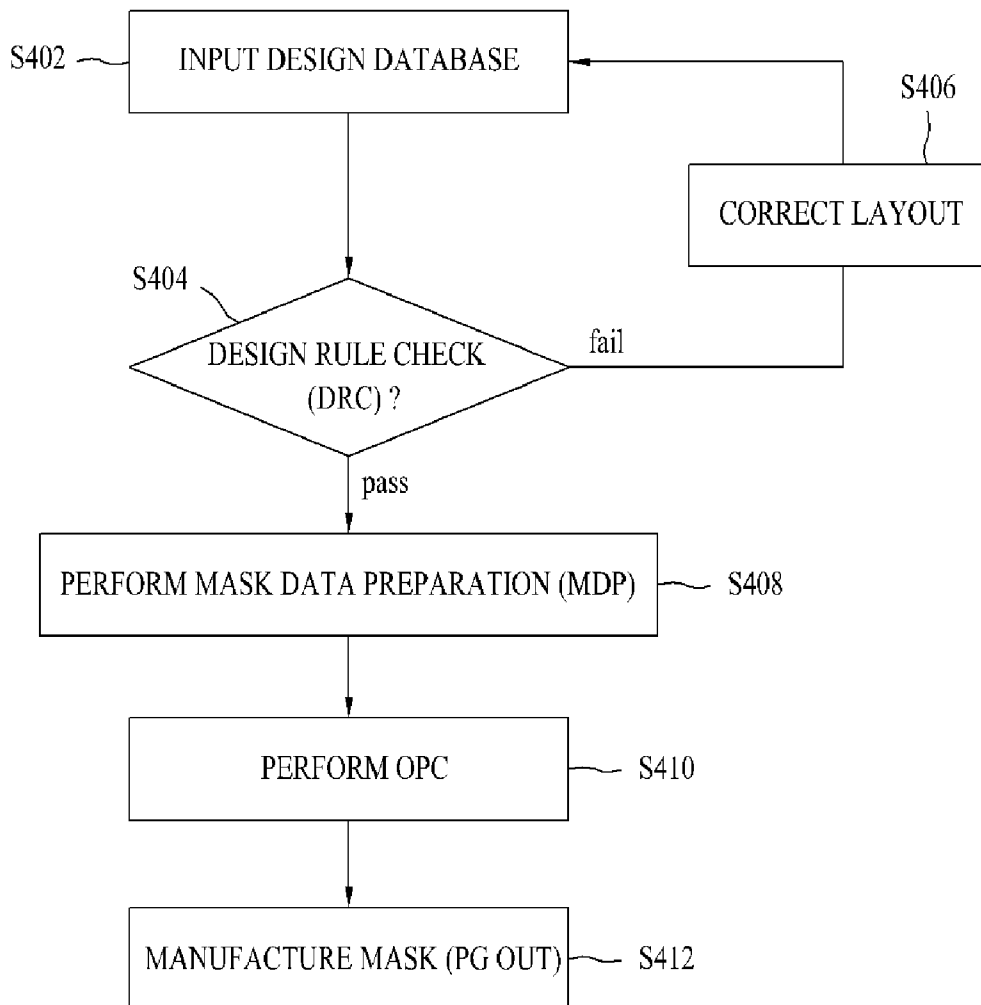 S402
INPUT DESIGN DATABASE
S406
CORRECT LAYOUT
S404
DESIGN RULE CHECK
(DRC) ?
fail
pass
PERFORM MASK DATA PREPARATION (MDP)
S408
PERFORM OPC
S410
MANUFACTURE MASK (PG OUT)
S412